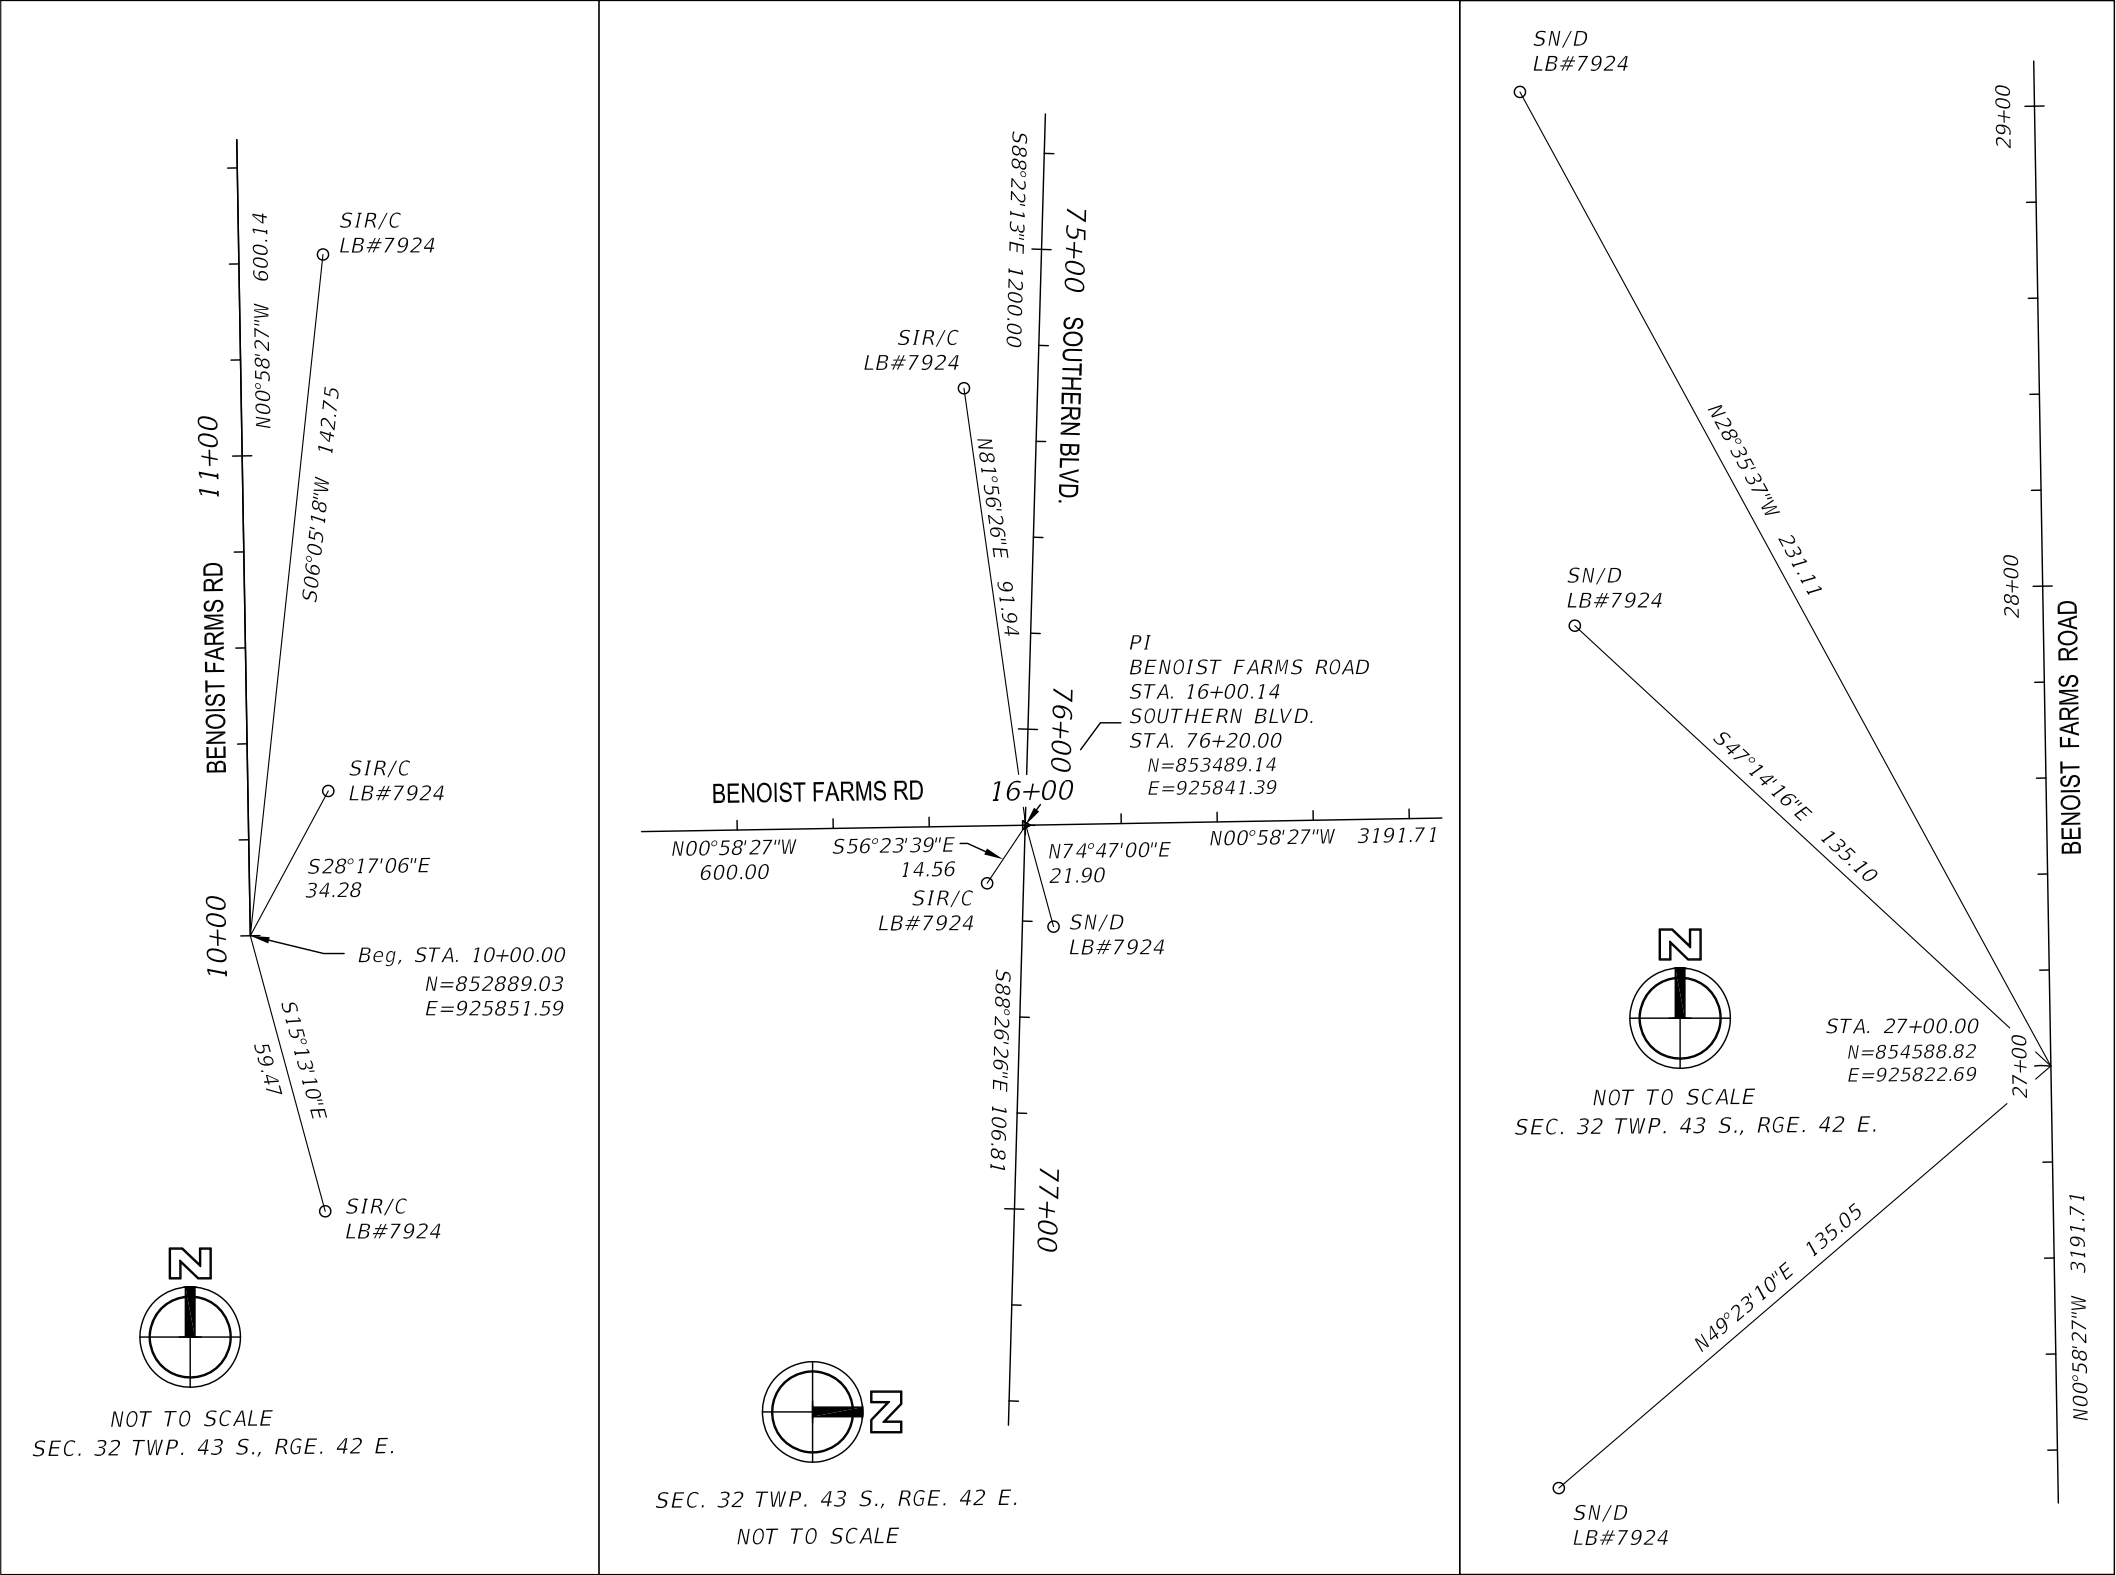 SIR/C
LB#7924
N00°58'27"W 600.14
S06°05'18"W 142.75
11+00
BENOIST FARMS RD
SIR/C
LB#7924
S28°17'06"E
34.28
10+00
Beg, STA. 10+00.00
N=852889.03
E=925851.59
S15°13'10"E
59.47
SIR/C
LB#7924
N
NOT TO SCALE
SEC. 32 TWP. 43 S., RGE. 42 E.
S88°22'13"E 1200.00
75+00
SOUTHERN BLVD.
SIR/C
LB#7924
N81°56'26"E 91.94
76+00
PI
BENOIST FARMS ROAD
STA. 16+00.14
SOUTHERN BLVD.
STA. 76+20.00
N=853489.14
E=925841.39
BENOIST FARMS RD
16+00
N00°58'27"W
600.00
S56°23'39"E
14.56
SIR/C
LB#7924
N74°47'00"E
21.90
N00°58'27"W 3191.71
SN/D
LB#7924
S88°26'26"E 106.81
77+00
N
SEC. 32 TWP. 43 S., RGE. 42 E.
NOT TO SCALE
SN/D
LB#7924
29+00
N28°35'37"W 231.11
SN/D
LB#7924
28+00
BENOIST FARMS ROAD
S47°14'16"E 135.10
N
STA. 27+00.00
N=854588.82
E=925822.69
27+00
NOT TO SCALE
SEC. 32 TWP. 43 S., RGE. 42 E.
N49°23'10"E 135.05
N00°58'27"W 3191.71
SN/D
LB#7924